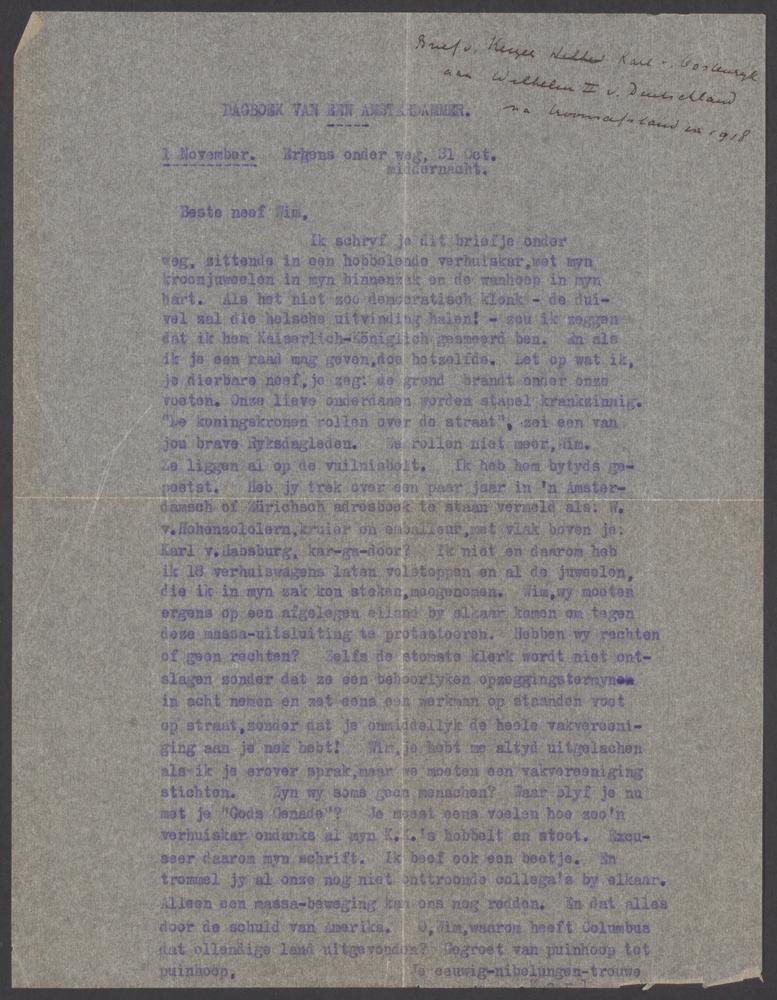 Brief v. Keizer Karl v. Oostenryk
aan Wilhelm II v. Duitschland
na troonsafstand in 1918
DAGBOEK VAN EEN AMSTERDAMMER.
1 November. Ergens onder weg, 31 Oct.
middernacht.
Beste neef Wim,
Ik schryf je dit briefje onder
weg, zittende in een hobbelende verhuiskar,met myn
kroonjuweelen in myn binnenzak en de wanhoop in myn
hart. Als het niet zoo democratisch klonk - de dui-
vel zal die helsche uitvinding halen! - zou ik zeggen
dat ik hem Kaiserlich-Königlich gesmeerd ben. En als
ik je een raad mag geven,doe hetzelfde. Let op wat ik,
je dierbare neef,je zeg: de grond brandt onder onze
voeten. Onze lieve onderdanen worden stapel krankzinnig.
"De koningskronen rollen over de straat", zei een van
jou brave Ryksdagleden. Ze rollen niet meer,Wim.
Ze liggen al op de vuilnisbelt. Ik heb hem bytyds ge-
poetst. Heb jy trek over een paar jaar in 'n Amster-
damsch of Zürichsch adresboek te staan vermeld als: W.
v.Hohenzololern,kruier en emballeur,met vlak boven je:
Karl v.Habsburg, kar-ga-door? Ik niet en daarom heb
ik 18 verhuiswagens laten volstoppen en al de juweelen,
die ik in myn zak kon steken,meegenomen. Wim,wy moeten
ergens op een afgelegen eiland by elkaar komen om tegen
deze massa-uitsluiting te protesteeren. Hebben wy rechten
of geen rechten? Zelfs de stomste klerk wordt niet ont-
slagen zonder dat ze een behoorlyken opzeggingstermynen
in acht nemen en zet eens een werkman op staanden voet
op straat,zonder dat je onmiddellyk de heele vakvereeni-
ging aan je nek hebt! Wim,je hebt me altyd uitgelachen
als ik je erover sprak,maar we moeten een vakvereeniging
stichten. Zyn wy soms geen menschen? Waar blyf je nu
met je "Gods Genade"? Je moest eens voelen hoe zoo'n
verhuiskar ondanks al myn K.K.'s hobbelt en stoot. Excu-
seer daarom myn schrift. Ik beef ook een beetje. En
trommel jy al onze nog niet onttroonde collega's by elkaar.
Alleen een massa-beweging kan ons nog redden. En dat alles
door de schuld van Amerika. O,Wim,waarom heeft Columbus
dat ellendige land uitgevonden? Gegroet van puinhoop tot
puinhoop, Je eeuwig-nibelungen-trouwe